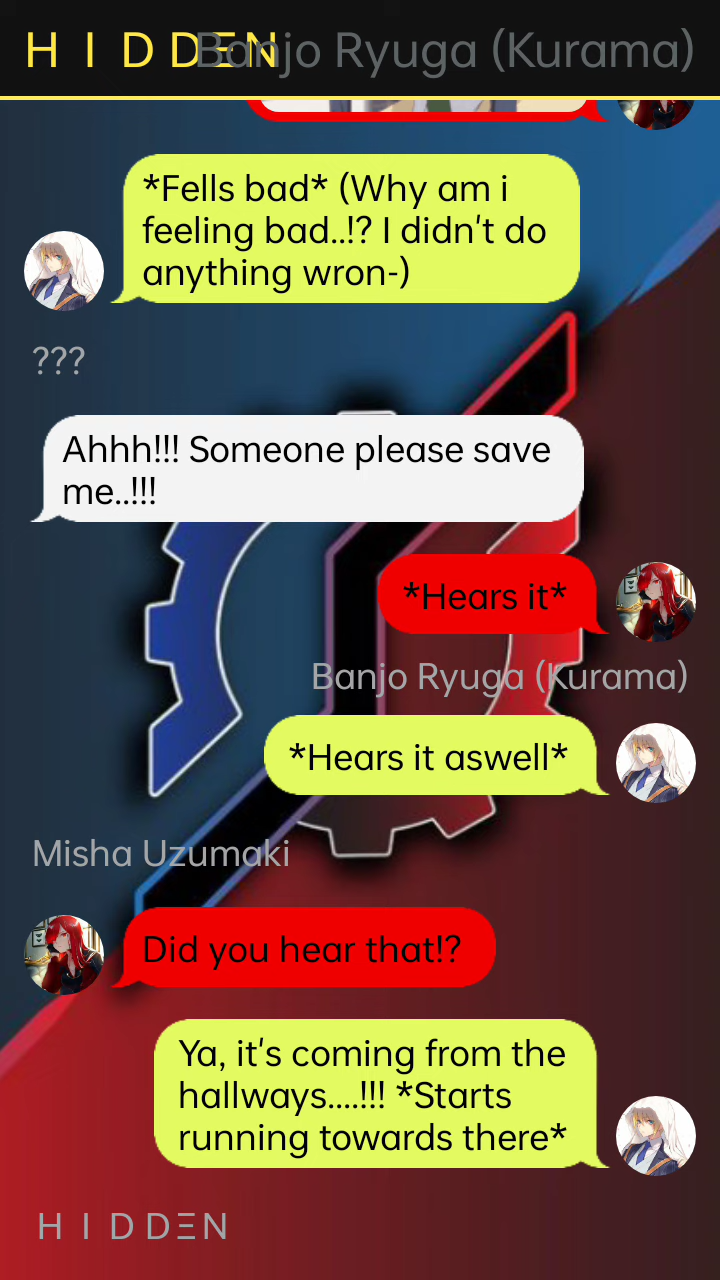 H I D DΞN
Banjo Ryuga (Kurama)
*Fells bad* (Why am i
feeling bad..!? I didn't do
anything wron-)
???
Ahhh!!! Someone please save
me..!!!
*Hears it*
Banjo Ryuga (Kurama)
*Hears it aswell*
Misha Uzumaki
Did you hear that!?
Ya, it's coming from the
hallways....!!! *Starts
running towards there*
H I D DΞN